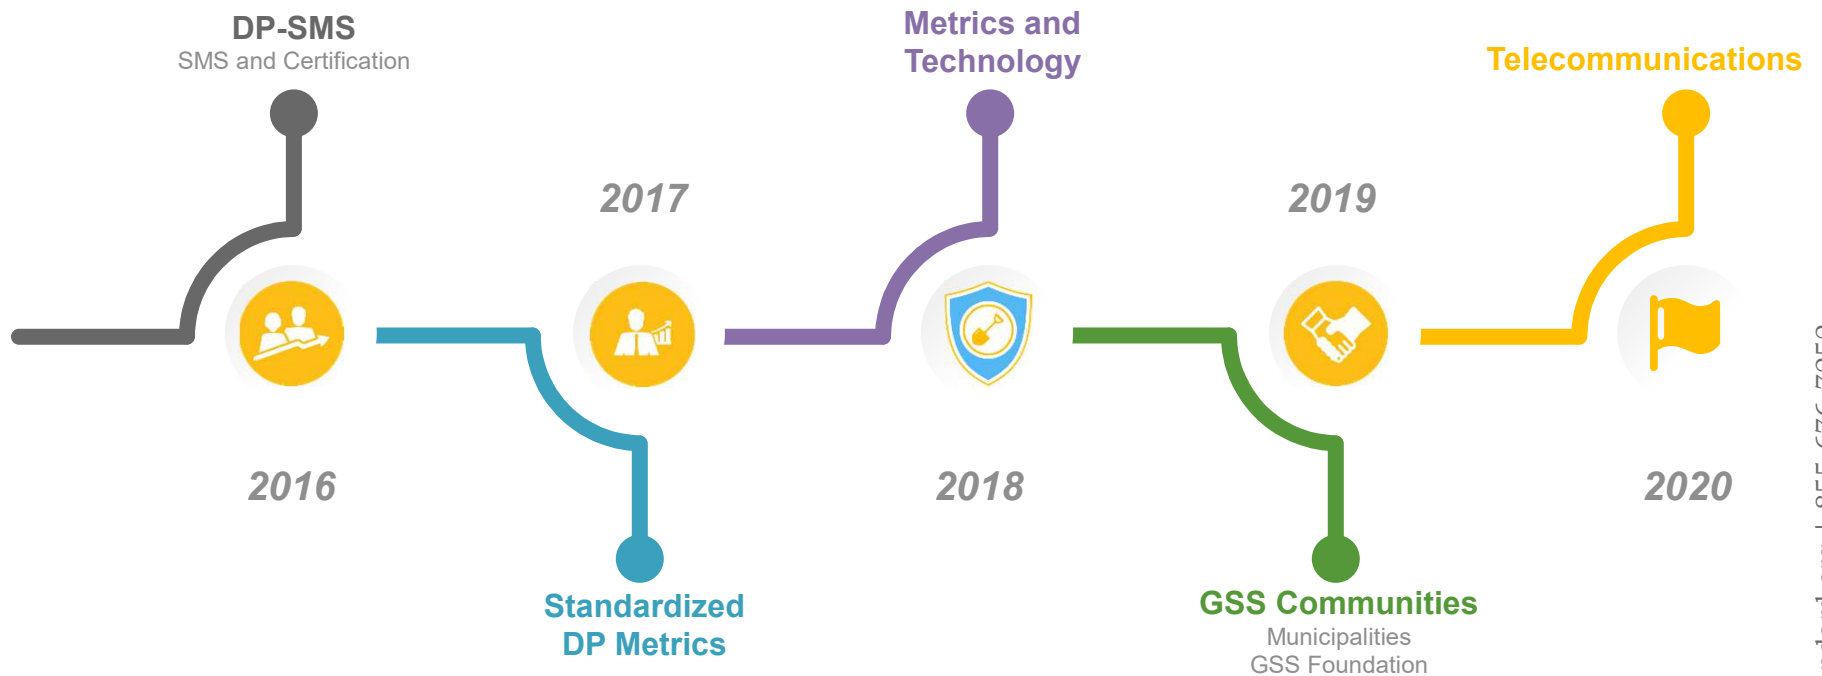 DP-SMS
SMS and Certification
Metrics and
Technology
Telecommunications
2017
2019
2016
2018
2020
Standardized
DP Metrics
GSS Communities
Municipalities
GSS Foundation